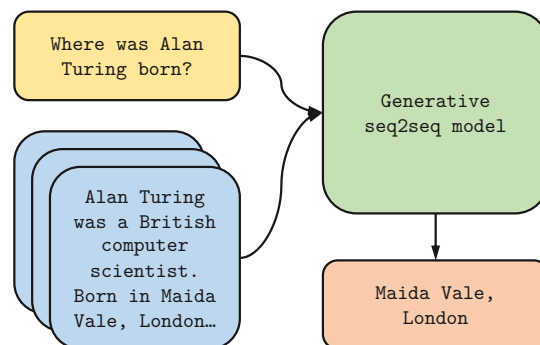 Where was Alan
Turing born?
Generative
seq2seq model
Alan Turing
was a British
computer
scientist.
Born in Maida
Vale, London…
Maida Vale,
London